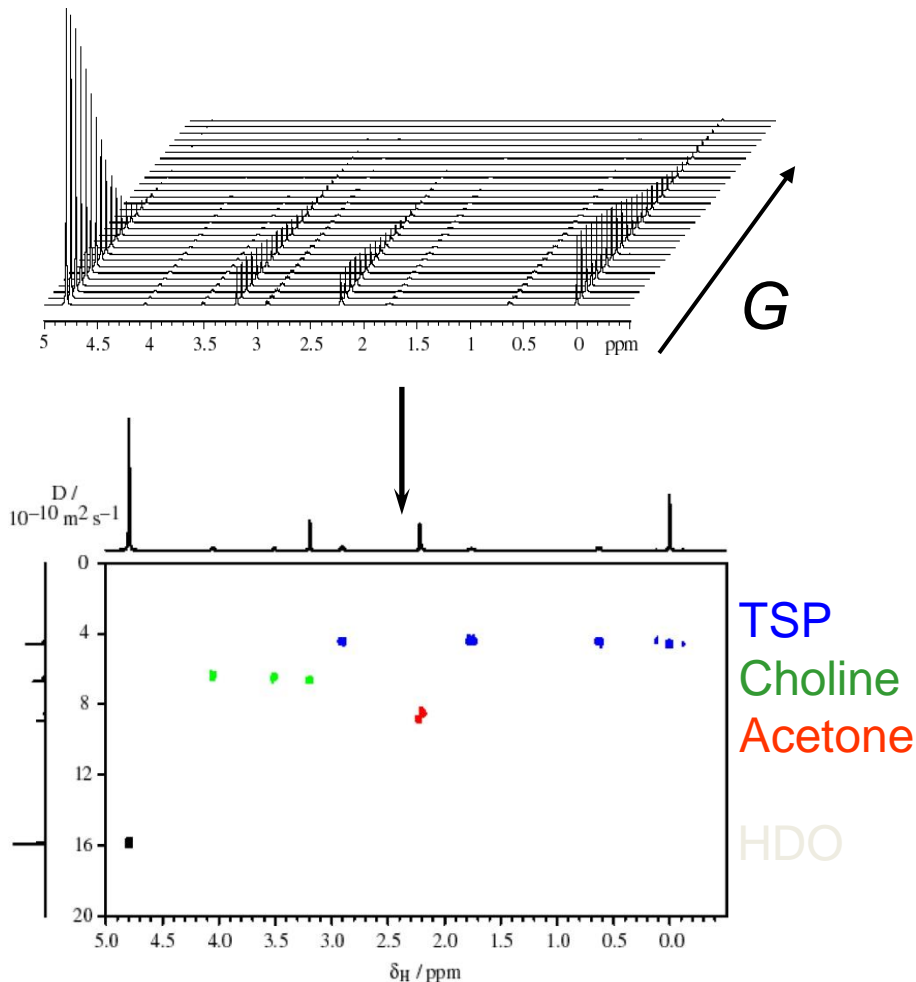 5 4.5 4 3.5 3 2.5 2 1.5 1 0.5 0 ppm
G
D /
10⁻¹⁰ m² s⁻¹
0
4
8
12
16
20
5.0 4.5 4.0 3.5 3.0 2.5 2.0 1.5 1.0 0.5 0.0
δH / ppm
TSP
Choline
Acetone
HDO